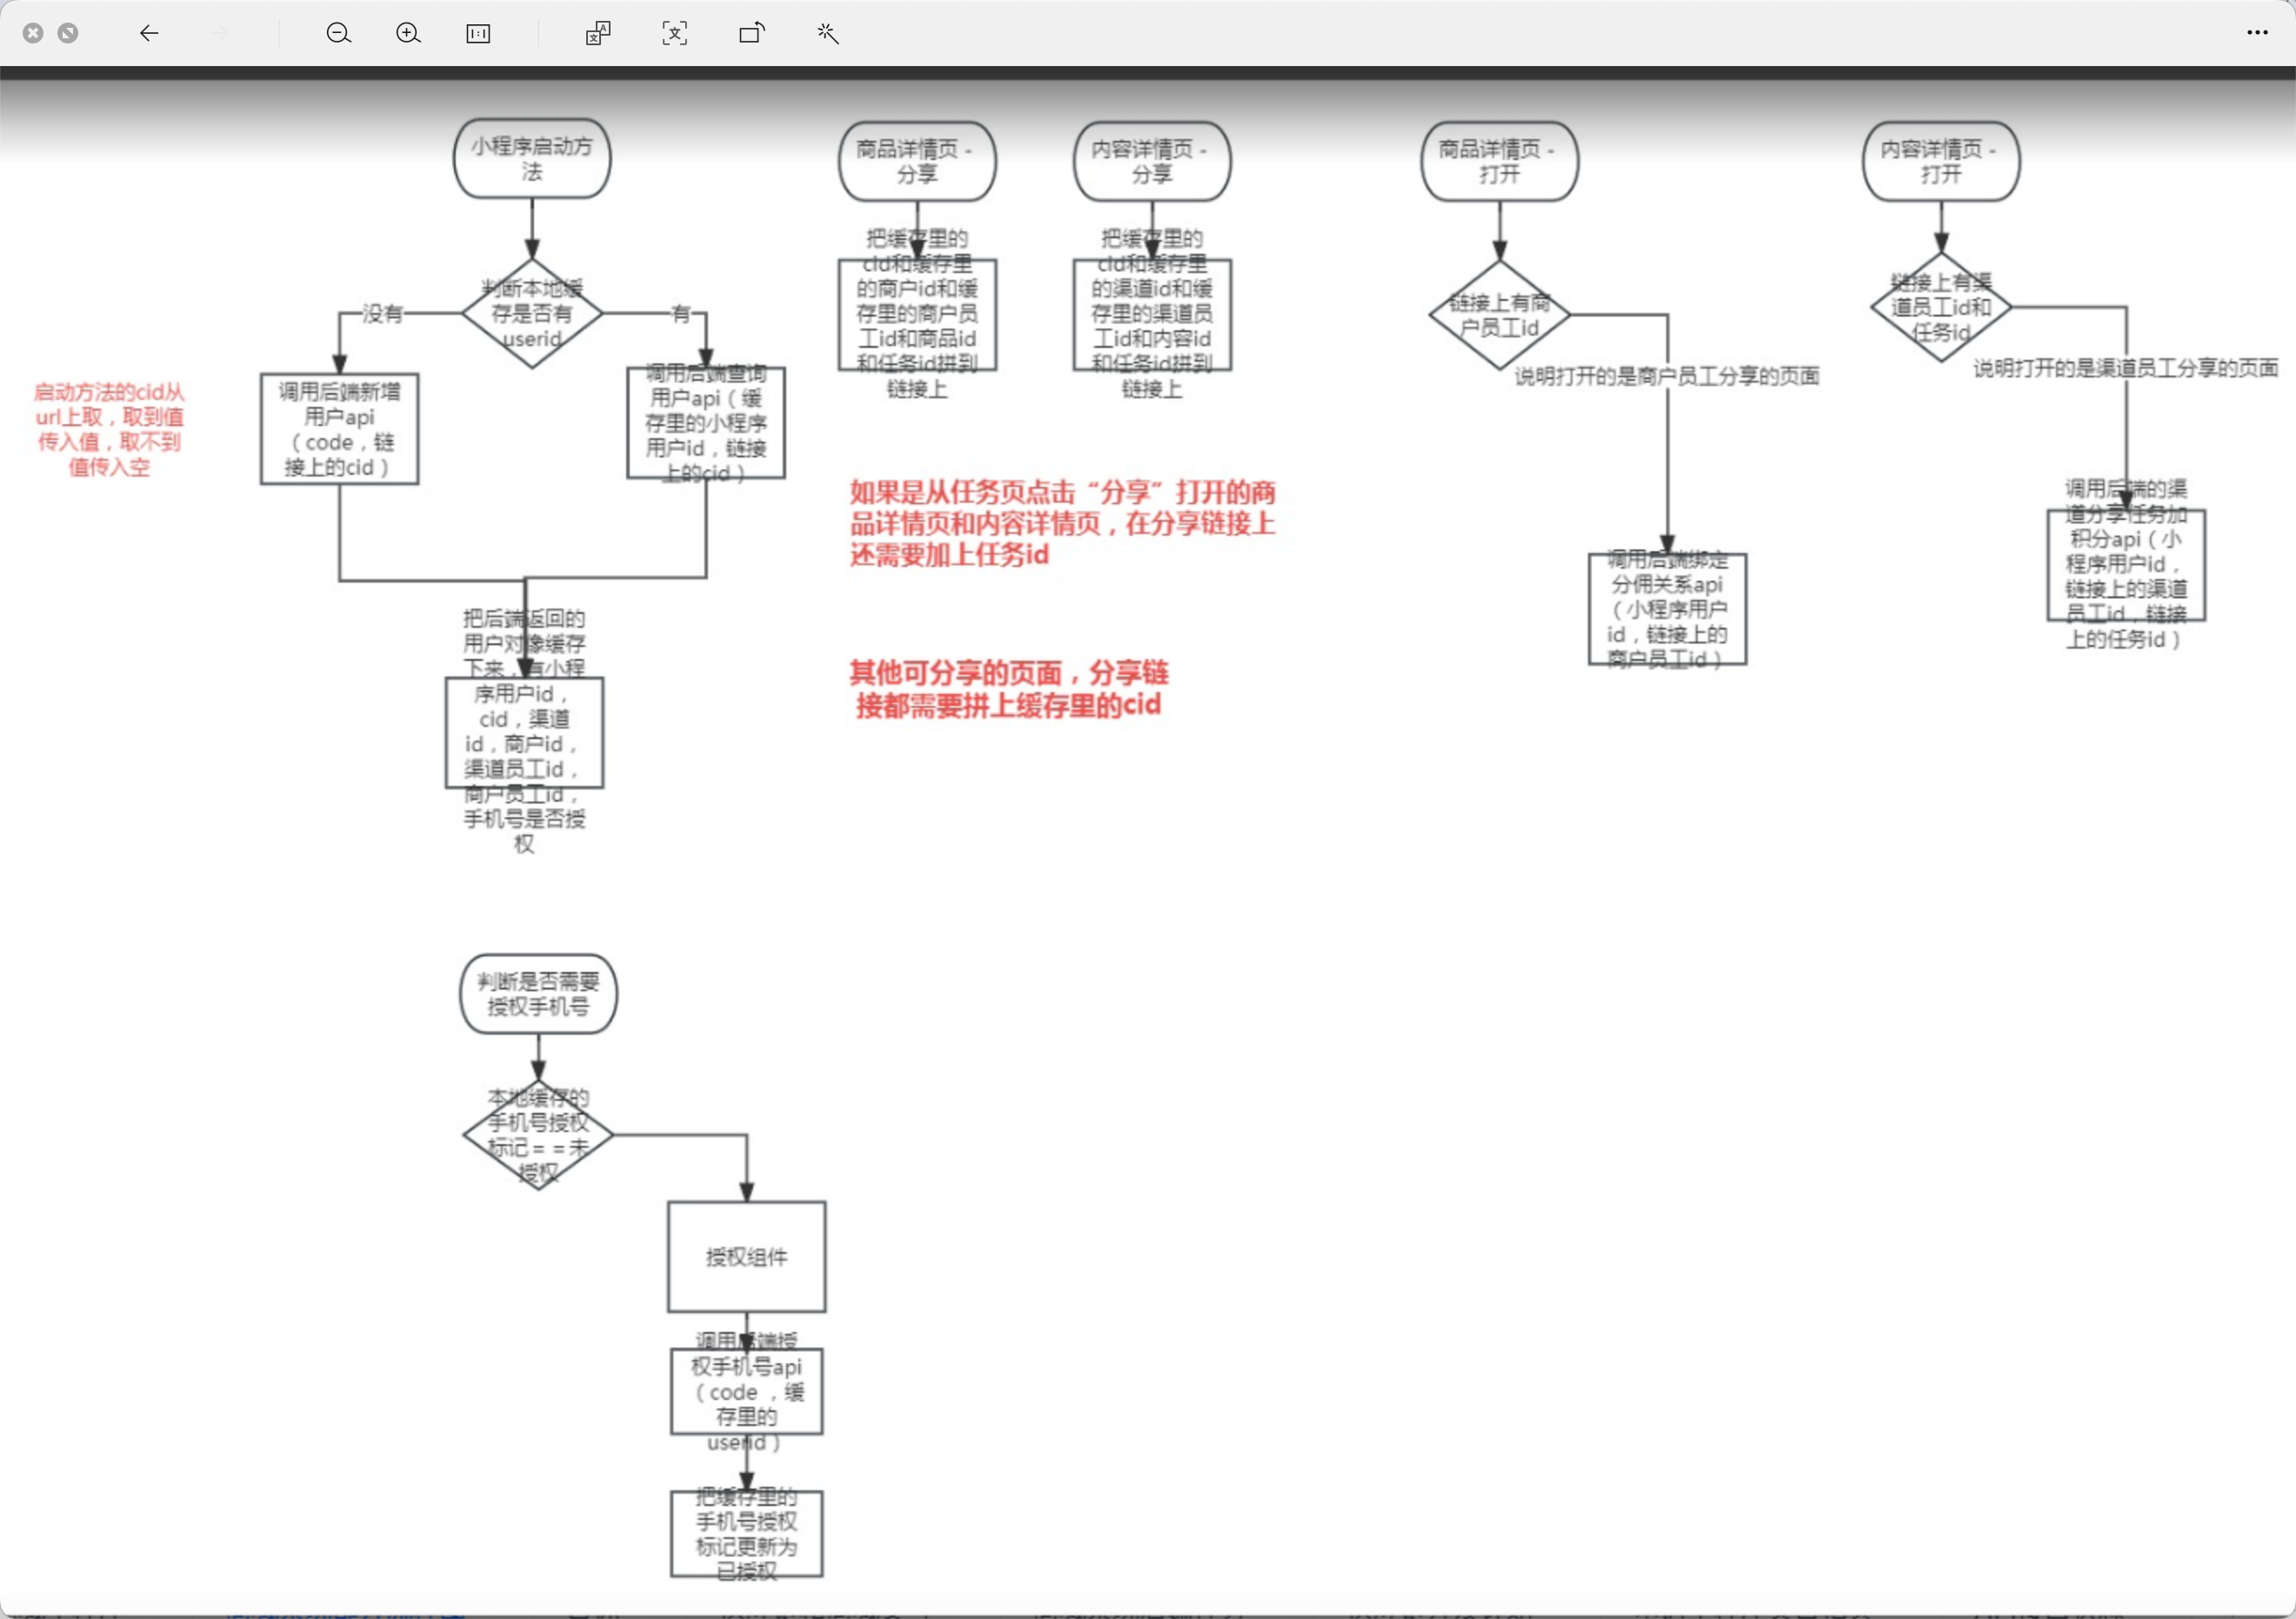 小程序启动方
法
判断本地缓
存是否有
userid
没有
有
启动方法的cid从
url上取，取到值
传入值，取不到
值传入空
调用后端新增
用户api
（code，链
接上的cid）
调用后端查询
用户api（缓
存里的小程序
用户id，链接
上的cid）
把后端返回的
用户对像缓存
下来，有小程
序用户id，
cid，渠道
id，商户id，
渠道员工id，
商户员工id，
手机号是否授
权
商品详情页 -
分享
把缓存里的
cId和缓存里
的商户id和缓
存里的商户员
工id和商品id
和任务id拼到
链接上
内容详情页 -
分享
把缓存里的
cId和缓存里
的渠道id和缓
存里的渠道员
工id和内容id
和任务id拼到
链接上
如果是从任务页点击“分享”打开的商
品详情页和内容详情页，在分享链接上
还需要加上任务id
其他可分享的页面，分享链
接都需要拼上缓存里的cid
商品详情页 -
打开
链接上有商
户员工id
说明打开的是商户员工分享的页面
调用后端绑定
分佣关系api
（小程序用户
id，链接上的
商户员工id）
内容详情页 -
打开
链接上有渠
道员工id和
任务id
说明打开的是渠道员工分享的页面
调用后端的渠
道分享任务加
积分api（小
程序用户id，
链接上的渠道
员工id，链接
上的任务id）
判断是否需要
授权手机号
本地缓存的
手机号授权
标记==未
授权
授权组件
调用后端授
权手机号api
（code ，缓
存里的
userid）
把缓存里的
手机号授权
标记更新为
已授权